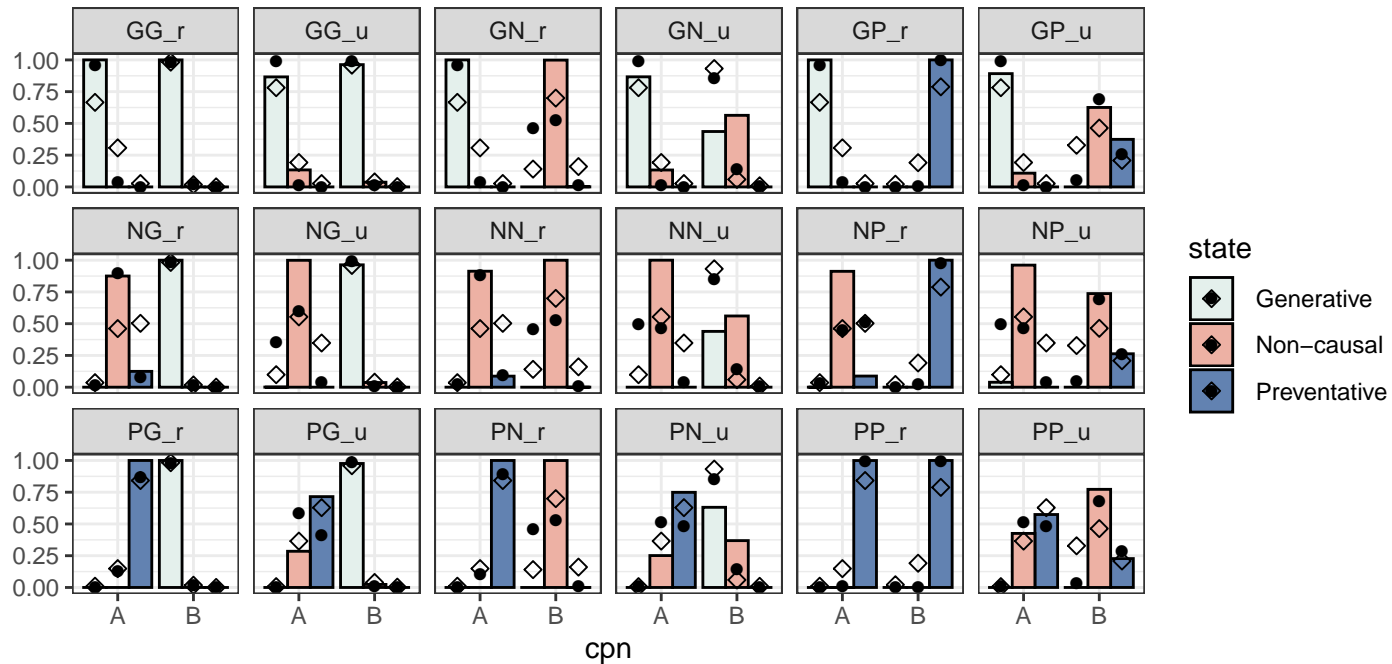 GG_r GG_u GN_r GN_u GP_r GP_u
1.00
0.75
0.50
0.25
0.00
NG_r NG_u NN_r NN_u NP_r NP_u
1.00
0.75
0.50
0.25
0.00
PG_r PG_u PN_r PN_u PP_r PP_u
1.00
0.75
0.50
0.25
0.00
A B A B A B A B A B A B
cpn
state
Generative
Non−causal
Preventative